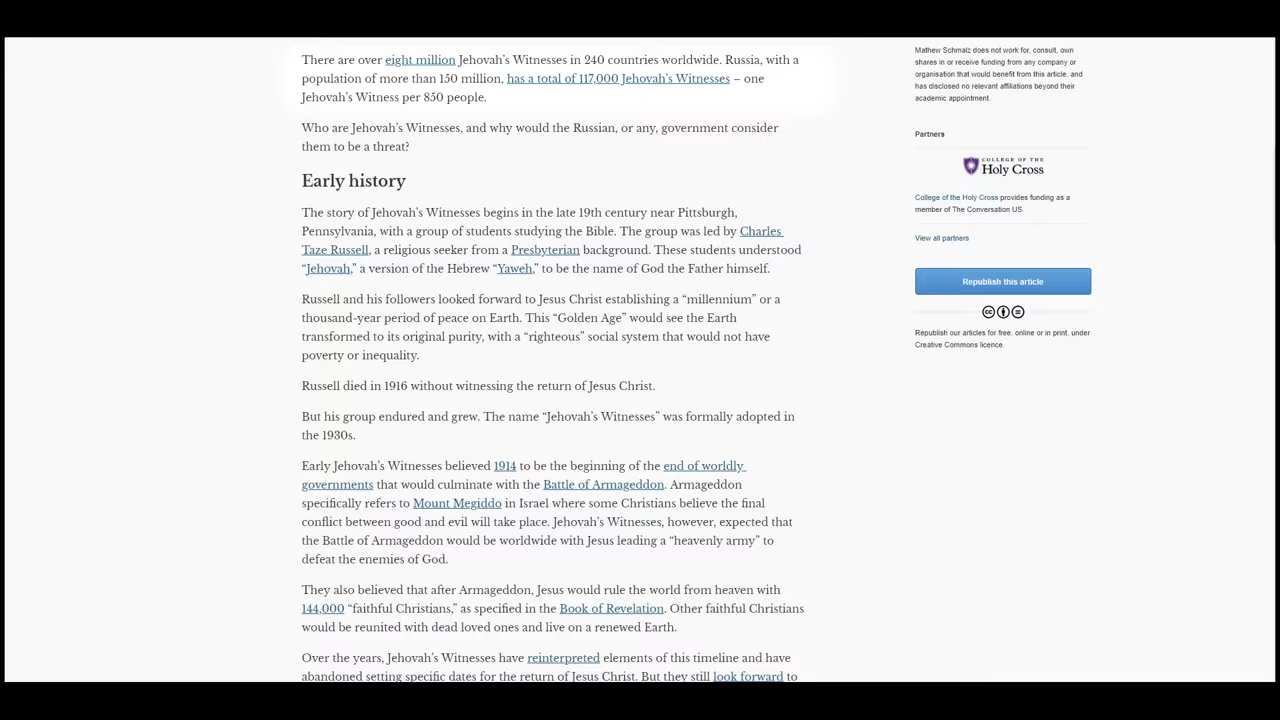 There are over eight million Jehovah's Witnesses in 240 countries worldwide. Russia, with a
population of more than 150 million, has a total of 117,000 Jehovah's Witnesses – one
Jehovah's Witness per 850 people.
Who are Jehovah's Witnesses, and why would the Russian, or any, government consider
them to be a threat?
Early history
The story of Jehovah's Witnesses begins in the late 19th century near Pittsburgh,
Pennsylvania, with a group of students studying the Bible. The group was led by Charles
Taze Russell, a religious seeker from a Presbyterian background. These students understood
“Jehovah,” a version of the Hebrew “Yaweh,” to be the name of God the Father himself.
Russell and his followers looked forward to Jesus Christ establishing a “millennium” or a
thousand-year period of peace on Earth. This “Golden Age” would see the Earth
transformed to its original purity, with a “righteous” social system that would not have
poverty or inequality.
Russell died in 1916 without witnessing the return of Jesus Christ.
But his group endured and grew. The name “Jehovah's Witnesses” was formally adopted in
the 1930s.
Early Jehovah's Witnesses believed 1914 to be the beginning of the end of worldly
governments that would culminate with the Battle of Armageddon. Armageddon
specifically refers to Mount Megiddo in Israel where some Christians believe the final
conflict between good and evil will take place. Jehovah's Witnesses, however, expected that
the Battle of Armageddon would be worldwide with Jesus leading a “heavenly army” to
defeat the enemies of God.
They also believed that after Armageddon, Jesus would rule the world from heaven with
144,000 “faithful Christians,” as specified in the Book of Revelation. Other faithful Christians
would be reunited with dead loved ones and live on a renewed Earth.
Over the years, Jehovah's Witnesses have reinterpreted elements of this timeline and have
abandoned setting specific dates for the return of Jesus Christ. But they still look forward to
Mathew Schmalz does not work for, consult, own
shares in or receive funding from any company or
organisation that would benefit from this article, and
has disclosed no relevant affiliations beyond their
academic appointment.
Partners
COLLEGE OF THE
Holy Cross
College of the Holy Cross provides funding as a
member of The Conversation US.
View all partners
Republish this article
Republish our articles for free, online or in print, under
Creative Commons licence.